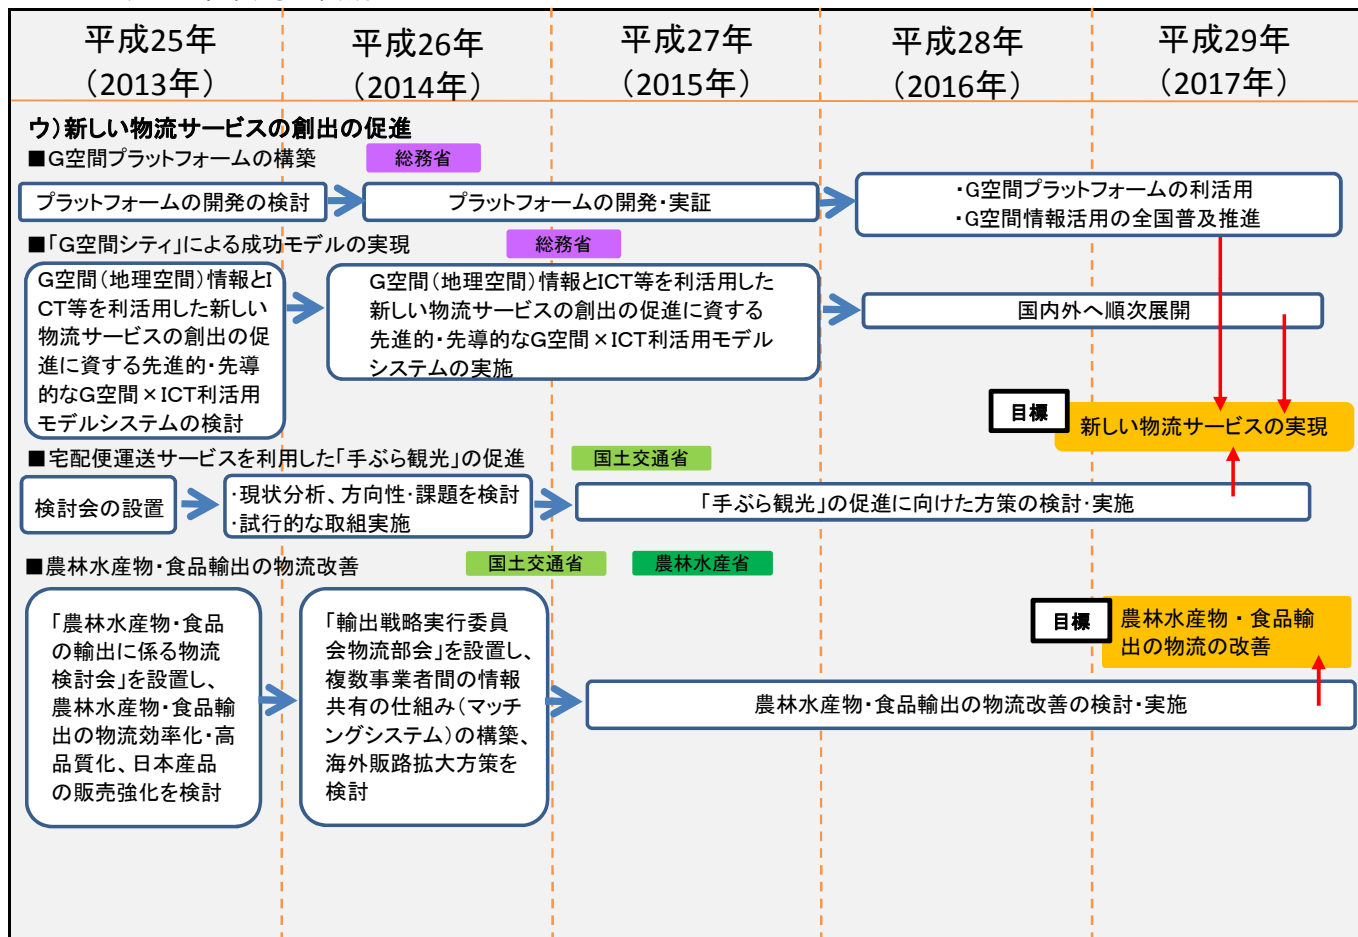 平成25年
（2013年）
平成26年
（2014年）
平成27年
（2015年）
平成28年
（2016年）
平成29年
（2017年）
ウ）新しい物流サービスの創出の促進
■G空間プラットフォームの構築
総務省
プラットフォームの開発の検討
プラットフォームの開発・実証
・G空間プラットフォームの利活用
・G空間情報活用の全国普及推進
■「G空間シティ」による成功モデルの実現
総務省
G空間（地理空間）情報とI
CT等を利活用した新しい
物流サービスの創出の促
進に資する先進的・先導
的なG空間×ICT利活用
モデルシステムの検討
G空間（地理空間）情報とICT等を利活用した
新しい物流サービスの創出の促進に資する
先進的・先導的なG空間×ICT利活用モデル
システムの実施
国内外へ順次展開
目標
新しい物流サービスの実現
■宅配便運送サービスを利用した「手ぶら観光」の促進
国土交通省
検討会の設置
・現状分析、方向性・課題を検討
・試行的な取組実施
「手ぶら観光」の促進に向けた方策の検討・実施
■農林水産物・食品輸出の物流改善
国土交通省
農林水産省
「農林水産物・食品
の輸出に係る物流
検討会」を設置し、
農林水産物・食品輸
出の物流効率化・高
品質化、日本産品
の販売強化を検討
「輸出戦略実行委員
会物流部会」を設置し、
複数事業者間の情報
共有の仕組み（マッチ
ングシステム）の構築、
海外販路拡大方策を
検討
農林水産物・食品輸出の物流改善の検討・実施
目標
農林水産物・食品輸
出の物流の改善